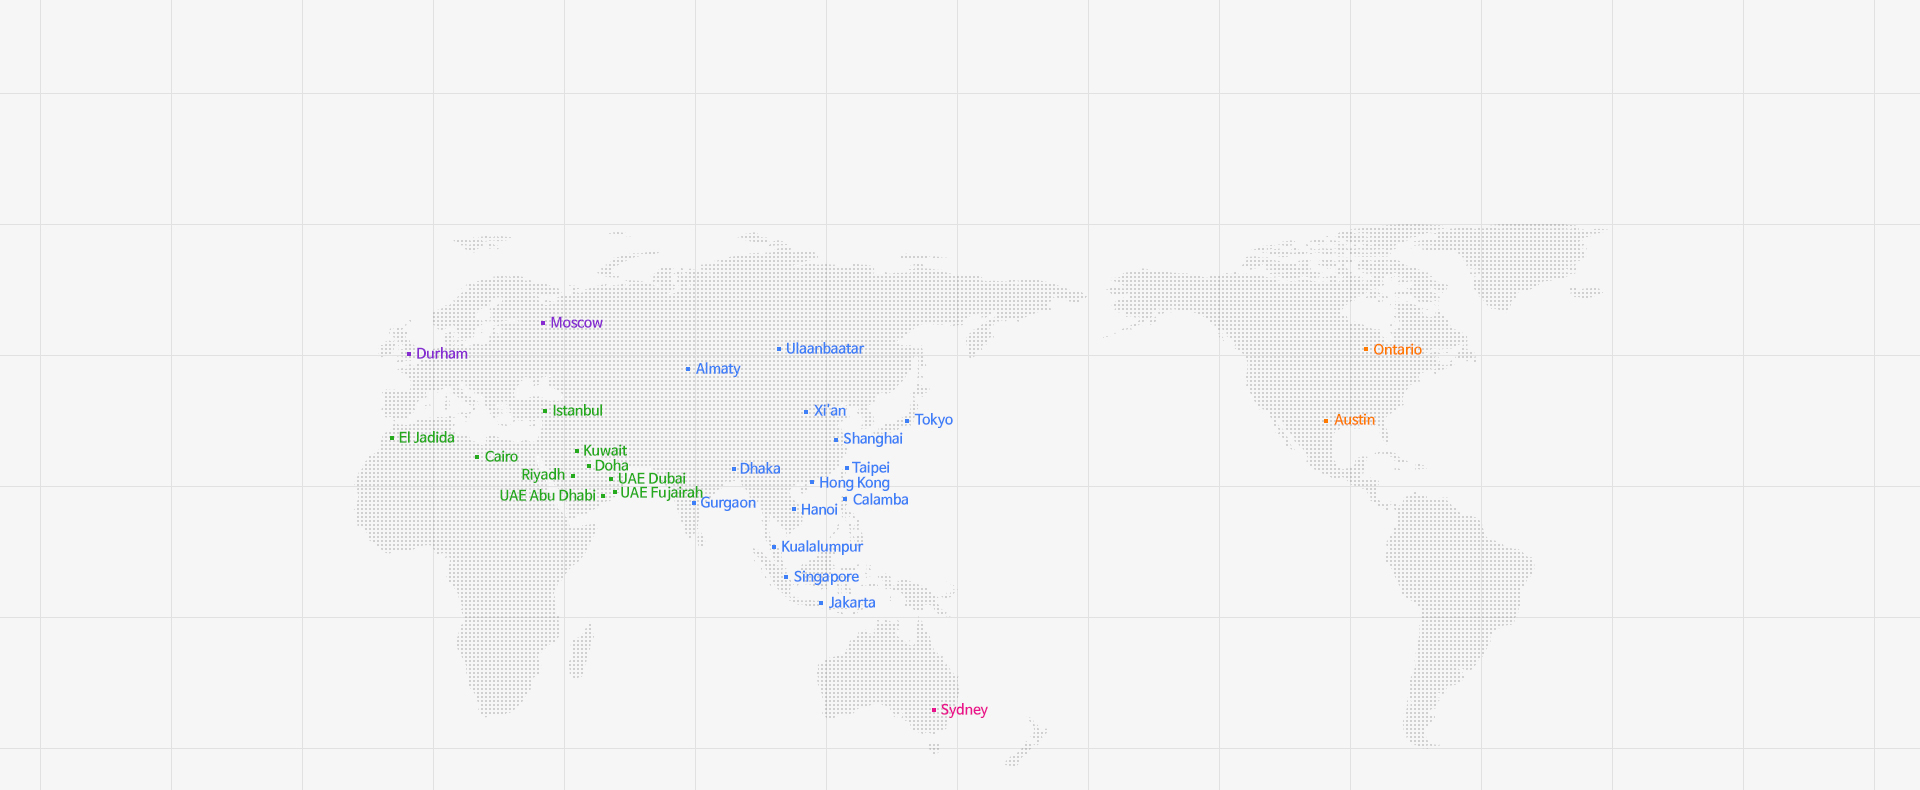 Moscow
Ulaanbaatar
Ontario
Durham
Almaty
Istanbul
Xi'an
Tokyo
Austin
El Jadida
Shanghai
Kuwait
Cairo
Doha
Dhaka
Taipei
Riyadh
UAE Dubai
Hong Kong
UAE Abu Dhabi
UAE Fujairah
Calamba
Gurgaon
Hanoi
Kualalumpur
Singapore
Jakarta
Sydney